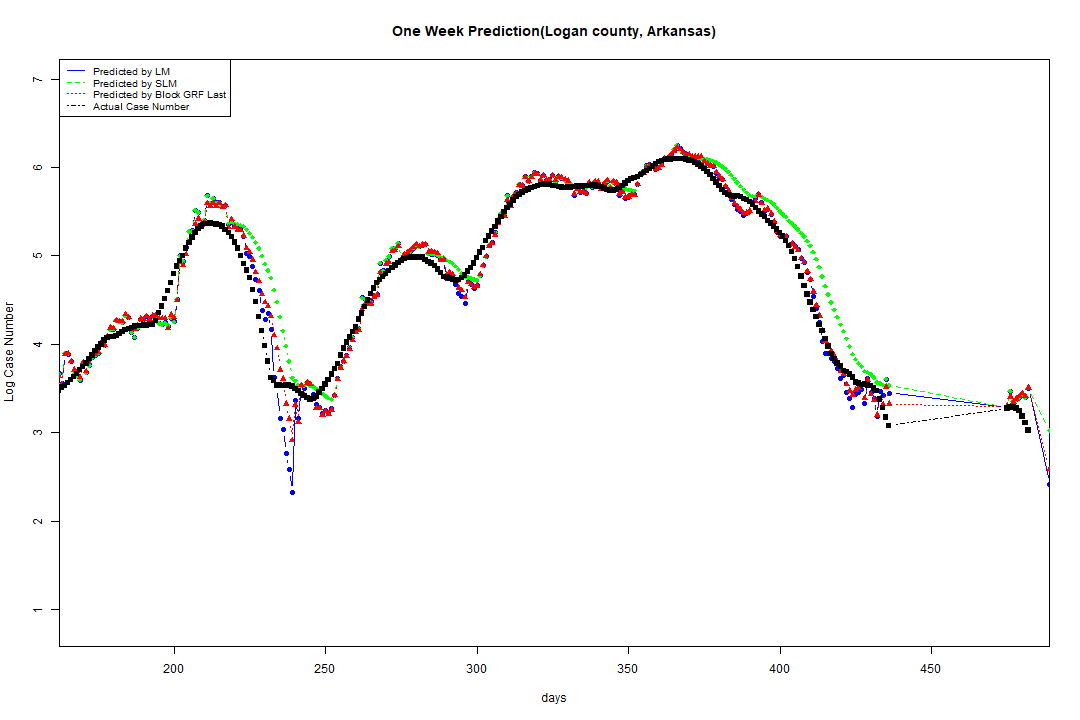 One Week Prediction(Logan county, Arkansas)
Predicted by LM
Predicted by SLM
Predicted by Block GRF Last
Actual Case Number
7
6
5
4
3
2
1
Log Case Number
200 250 300 350 400 450
days